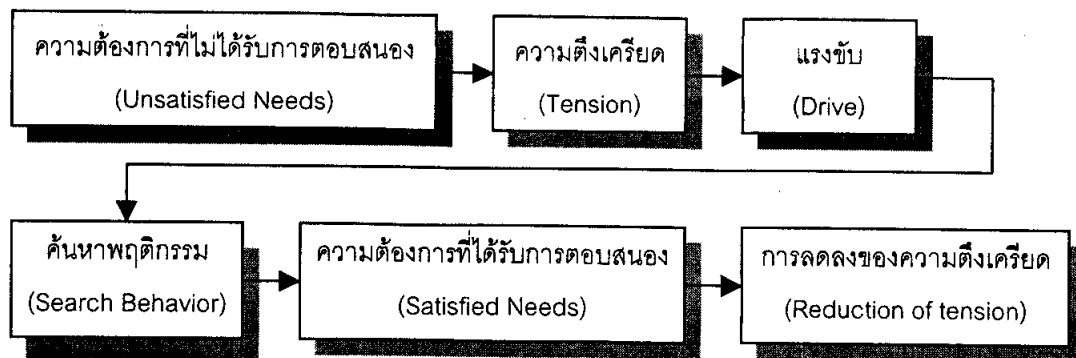 ความต้องการที่ไม่ได้รับการตอบสนอง
(Unsatisfied Needs)
ความตึงเครียด
(Tension)
แรงขับ
(Drive)
ค้นหาพฤติกรรม
(Search Behavior)
ความต้องการที่ได้รับการตอบสนอง
(Satisfied Needs)
การลดลงของความตึงเครียด
(Reduction of tension)